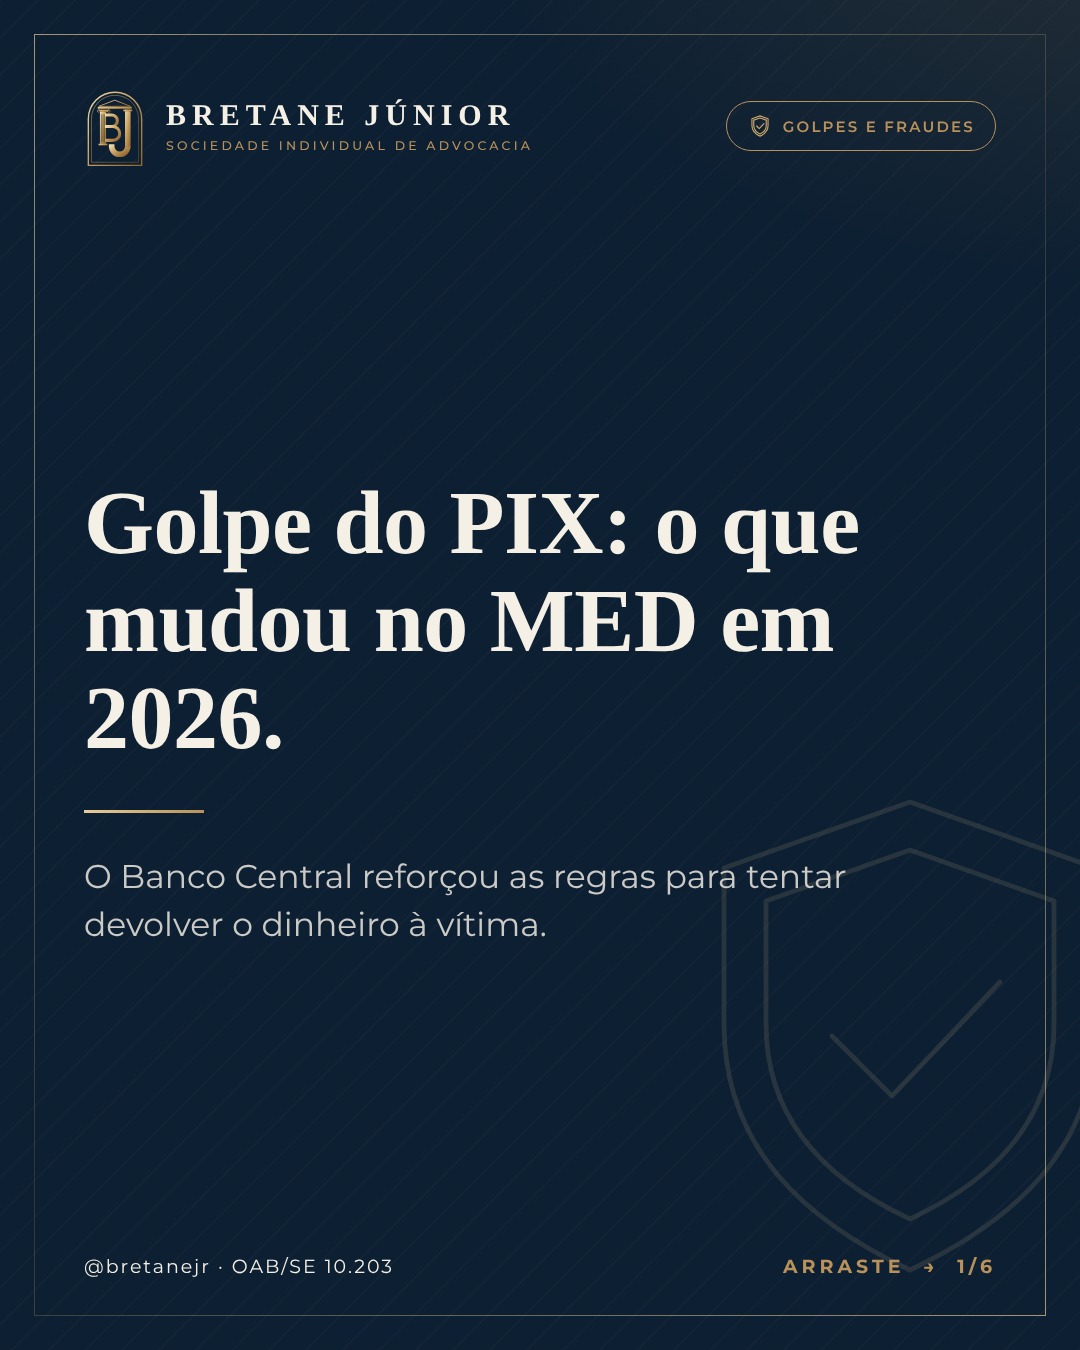 BJ
BRETANE JÚNIOR
SOCIEDADE INDIVIDUAL DE ADVOCACIA
GOLPES E FRAUDES
Golpe do PIX: o que
mudou no MED em
2026.
O Banco Central reforçou as regras para tentar
devolver o dinheiro à vítima.
@bretanejr · OAB/SE 10.203
ARRASTE → 1/6